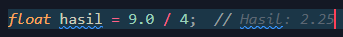 float hasil = 9.0 / 4;  // Hasil: 2.25